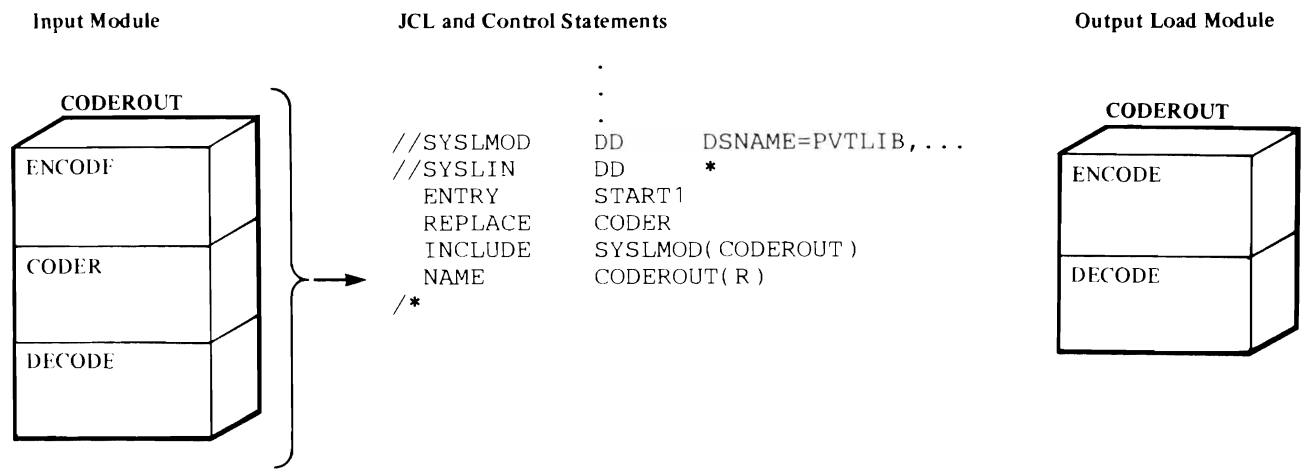 Input Module
JCL and Control Statements
Output Load Module
CODEROUT
ENCODE
CODER
DECODE
.
.
.
//SYSLMOD DD DSNAME=PVTLIB,...
//SYSLIN DD *
ENTRY START1
REPLACE CODER
INCLUDE SYSLMOD(CODEROUT)
NAME CODEROUT(R)
/*
CODEROUT
ENCODE
DECODE